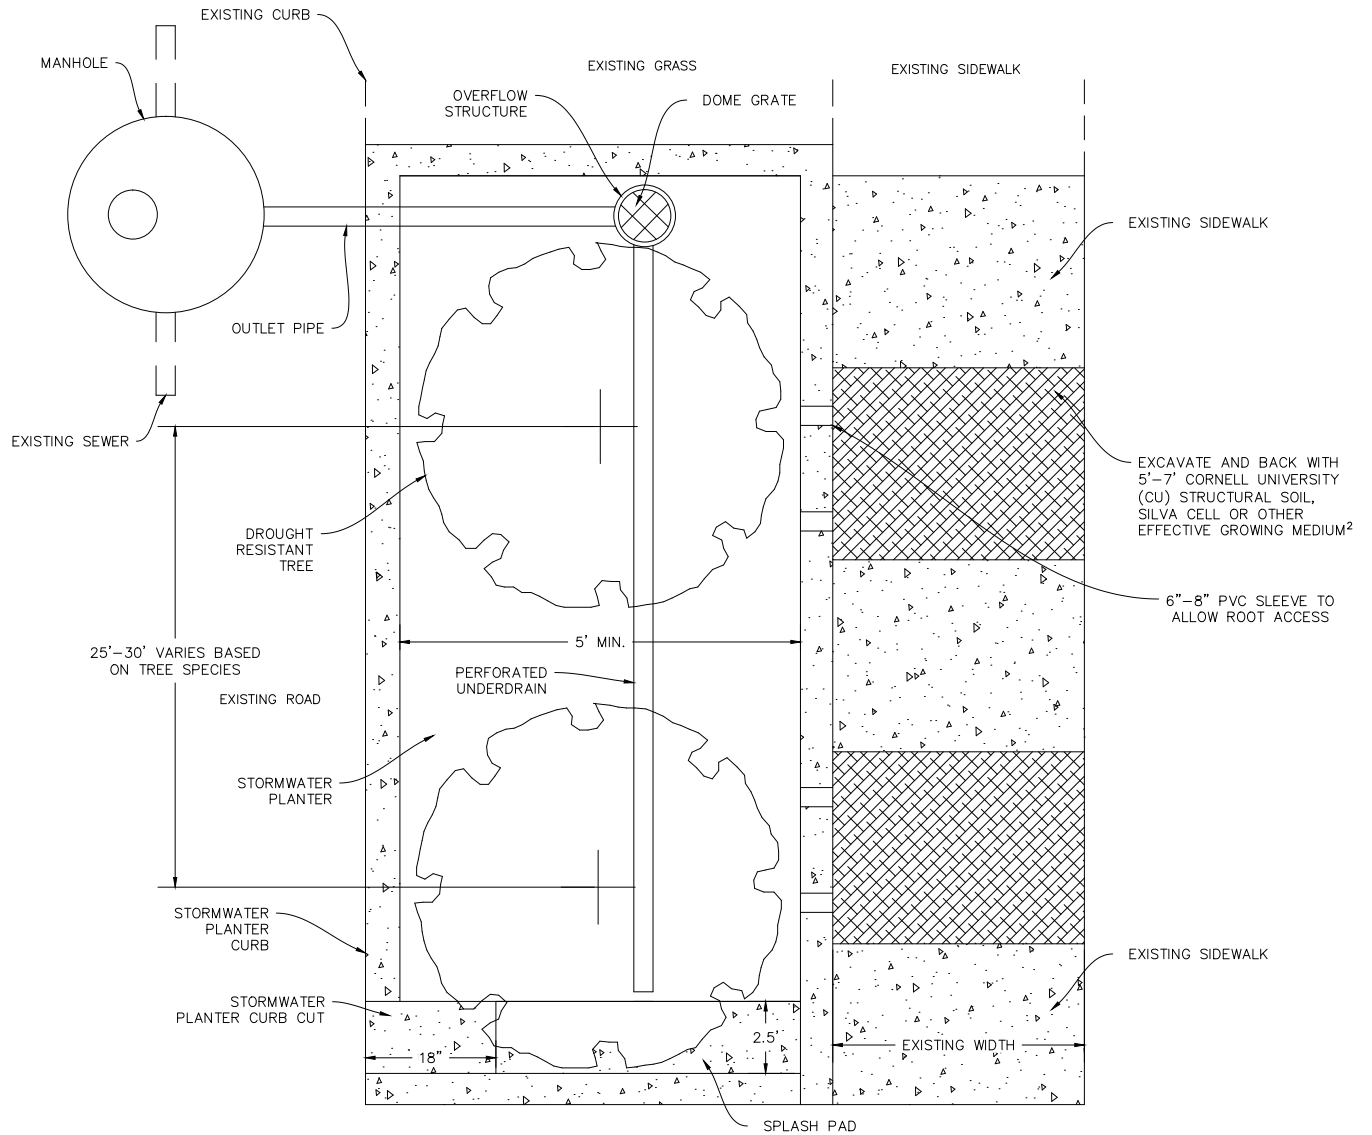 EXISTING CURB
MANHOLE
EXISTING GRASS
EXISTING SIDEWALK
OVERFLOW
STRUCTURE
DOME GRATE
EXISTING SIDEWALK
OUTLET PIPE
EXISTING SEWER
EXCAVATE AND BACK WITH
5'-7' CORNELL UNIVERSITY
(CU) STRUCTURAL SOIL,
SILVA CELL OR OTHER
EFFECTIVE GROWING MEDIUM²
DROUGHT
RESISTANT
TREE
6"-8" PVC SLEEVE TO
ALLOW ROOT ACCESS
5' MIN.
25'-30' VARIES BASED
ON TREE SPECIES
PERFORATED
UNDERDRAIN
EXISTING ROAD
STORMWATER
PLANTER
STORMWATER
PLANTER
CURB
EXISTING SIDEWALK
STORMWATER
PLANTER CURB CUT
2.5'
EXISTING WIDTH
18"
SPLASH PAD